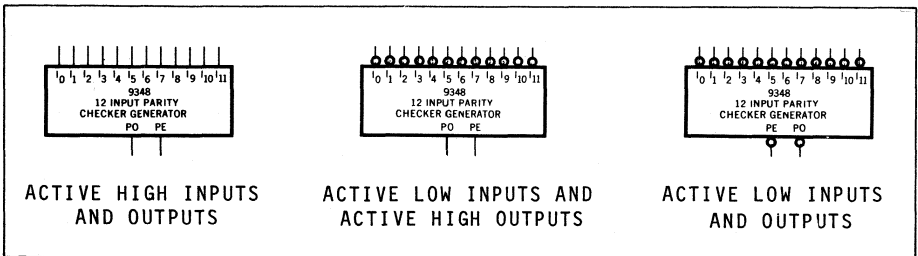 I0 I1 I2 I3 I4 I5 I6 I7 I8 I9 I10 I11
9348
12 INPUT PARITY
CHECKER GENERATOR
PO PE
ACTIVE HIGH INPUTS
AND OUTPUTS
I0 I1 I2 I3 I4 I5 I6 I7 I8 I9 I10 I11
9348
12 INPUT PARITY
CHECKER GENERATOR
PO PE
ACTIVE LOW INPUTS AND
ACTIVE HIGH OUTPUTS
I0 I1 I2 I3 I4 I5 I6 I7 I8 I9 I10 I11
9348
12 INPUT PARITY
CHECKER GENERATOR
PE PO
ACTIVE LOW INPUTS
AND OUTPUTS